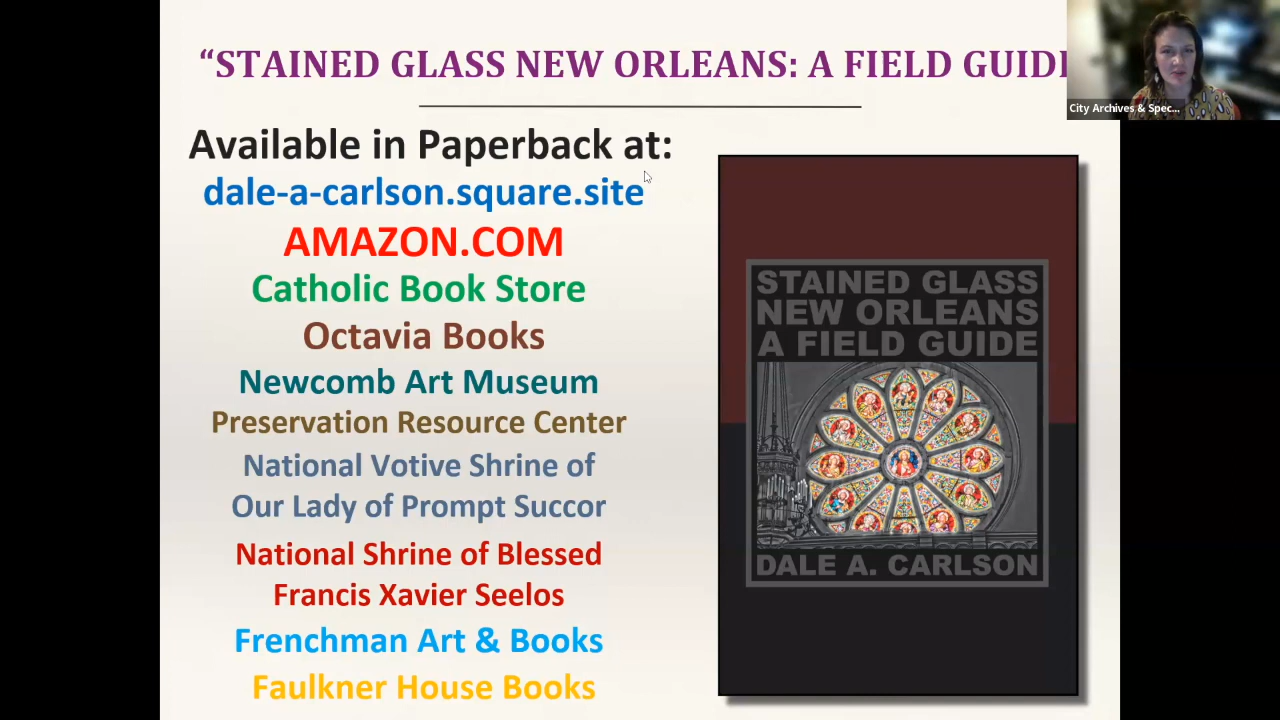 “STAINED GLASS NEW ORLEANS: A FIELD GUIDE
City Archives & Spec...
Available in Paperback at:
dale-a-carlson.square.site
AMAZON.COM
Catholic Book Store
Octavia Books
Newcomb Art Museum
Preservation Resource Center
National Votive Shrine of
Our Lady of Prompt Succor
National Shrine of Blessed
Francis Xavier Seelos
Frenchman Art & Books
Faulkner House Books
STAINED GLASS
NEW ORLEANS
A FIELD GUIDE
DALE A. CARLSON